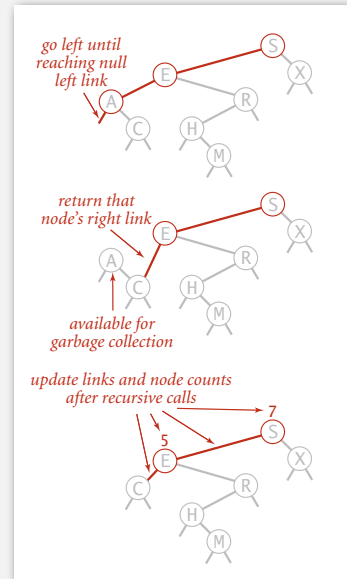 go left until
reaching null
left link
S
E
X
A
R
C
H
M
return that
node's right link
S
E
X
A
R
C
H
M
available for
garbage collection
update links and node counts
after recursive calls
7
5
S
E
X
C
R
H
M